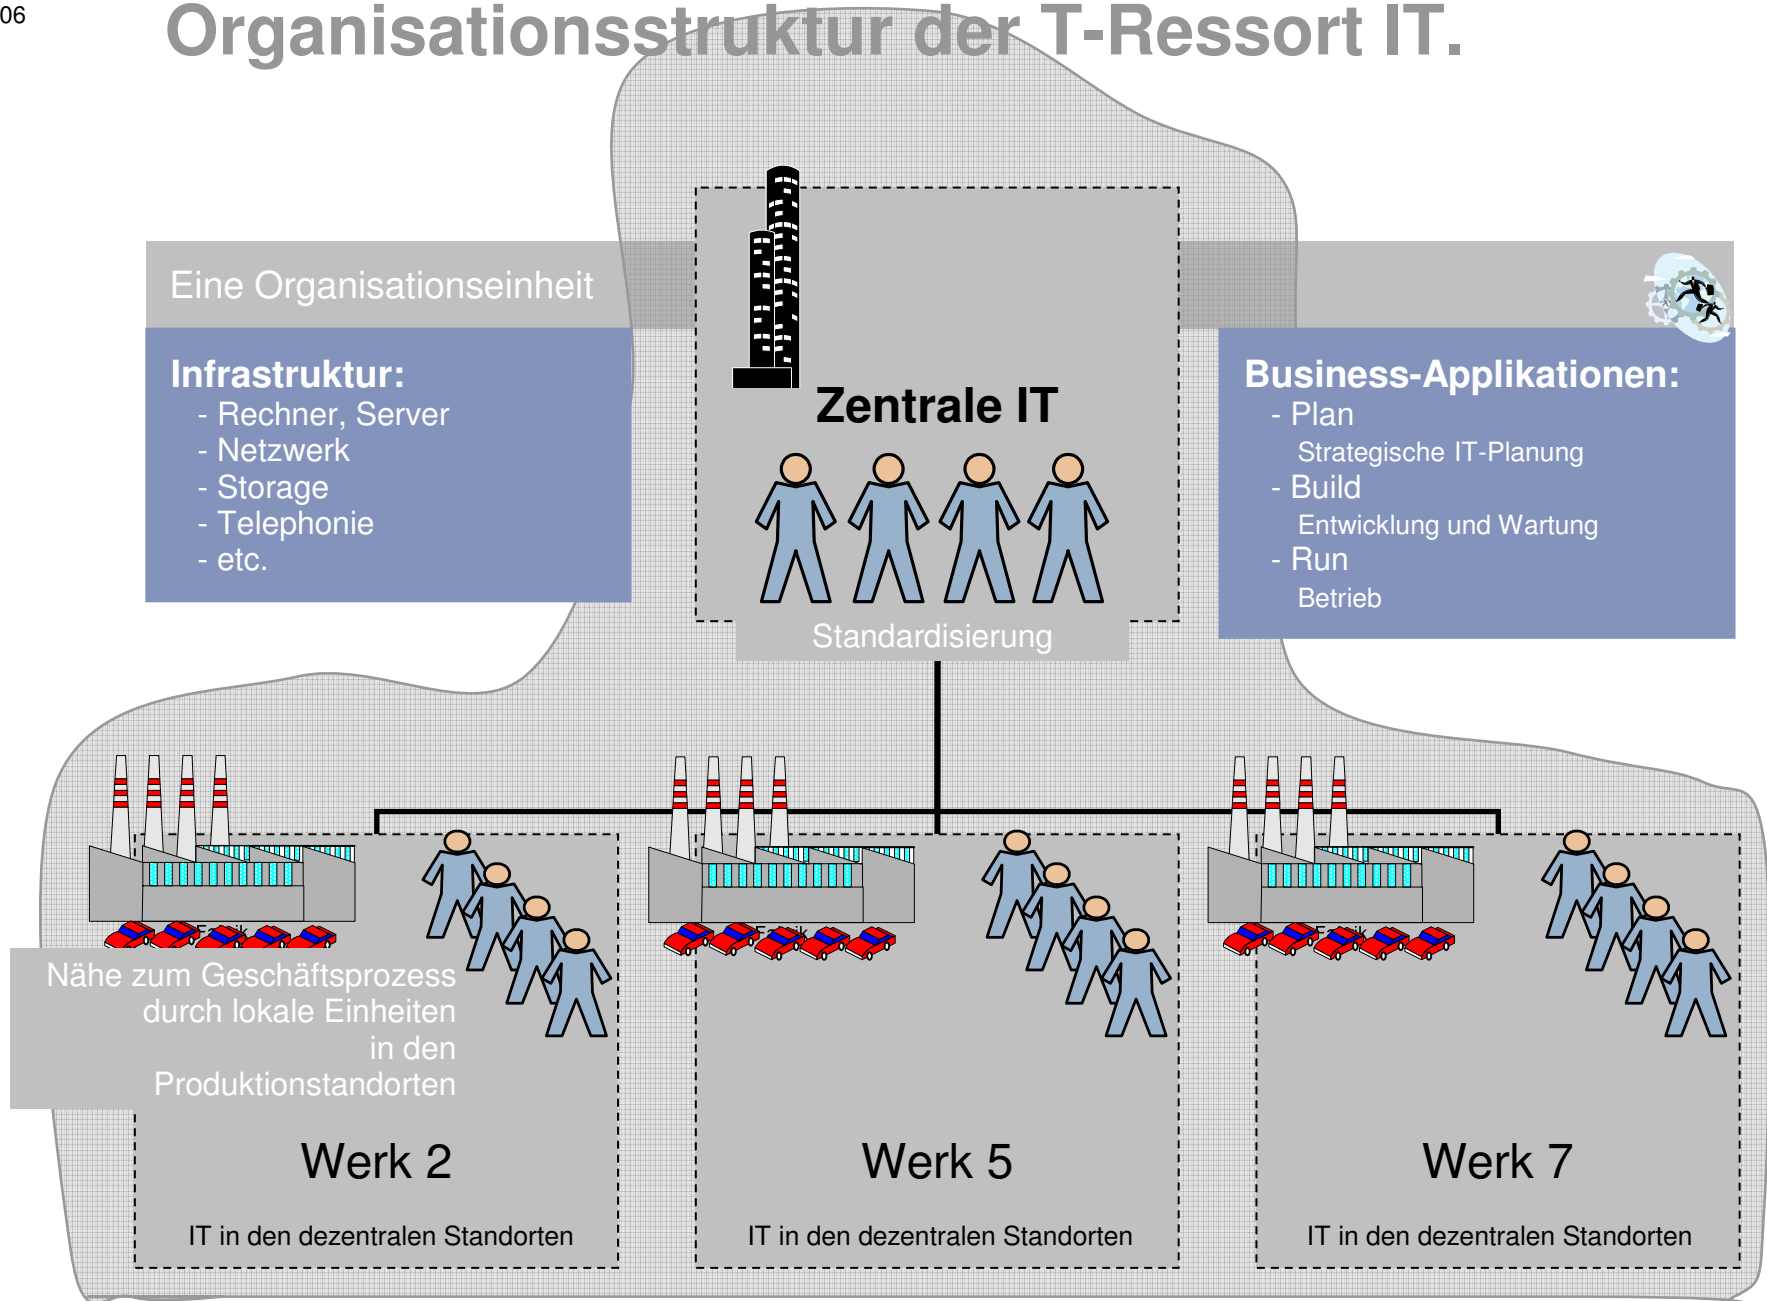 06
Organisationsstruktur der T-Ressort IT.
Eine Organisationseinheit
Infrastruktur:
- Rechner, Server
- Netzwerk
- Storage
- Telephonie
- etc.
Zentrale IT
Standardisierung
Business-Applikationen:
- Plan
Strategische IT-Planung
- Build
Entwicklung und Wartung
- Run
Betrieb
Nähe zum Geschäftsprozess
durch lokale Einheiten
in den
Produktionstandorten
Werk 2
IT in den dezentralen Standorten
Werk 5
IT in den dezentralen Standorten
Werk 7
IT in den dezentralen Standorten